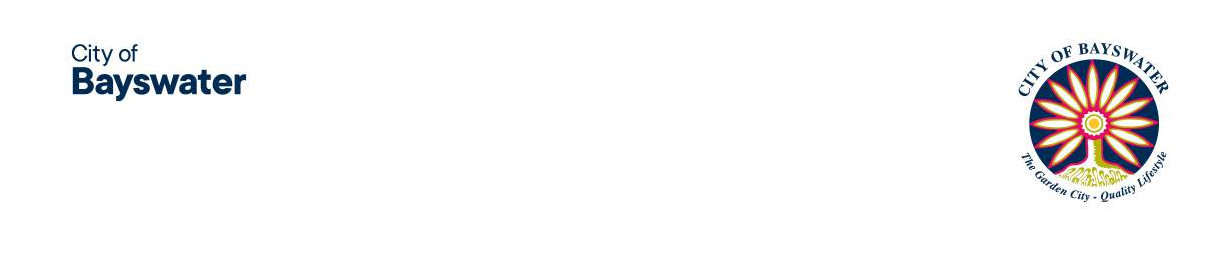 City of
Bayswater
CITY OF BAYSWATER
The Garden City - Quality Lifestyle